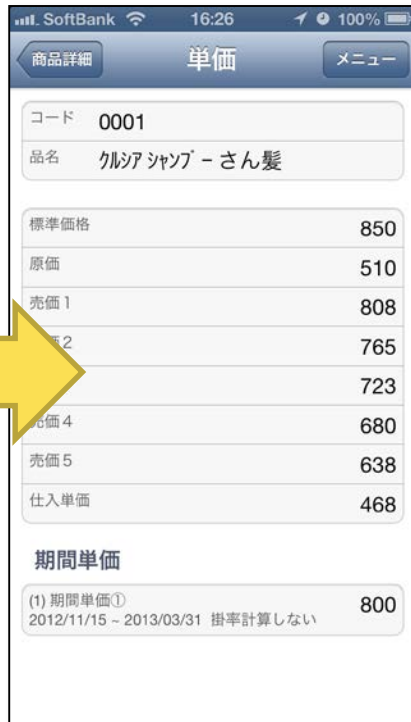 SoftBank 16:26 100%
商品詳細 単価 メニュー
コード 0001
品名 ｸﾙｼｱ ｼｬﾝﾌﾟｰさん髪
標準価格 850
原価 510
売価1 808
価2 765
723
売価4 680
売価5 638
仕入単価 468
期間単価
(1) 期間単価① 800
2012/11/15 ~ 2013/03/31 掛率計算しない